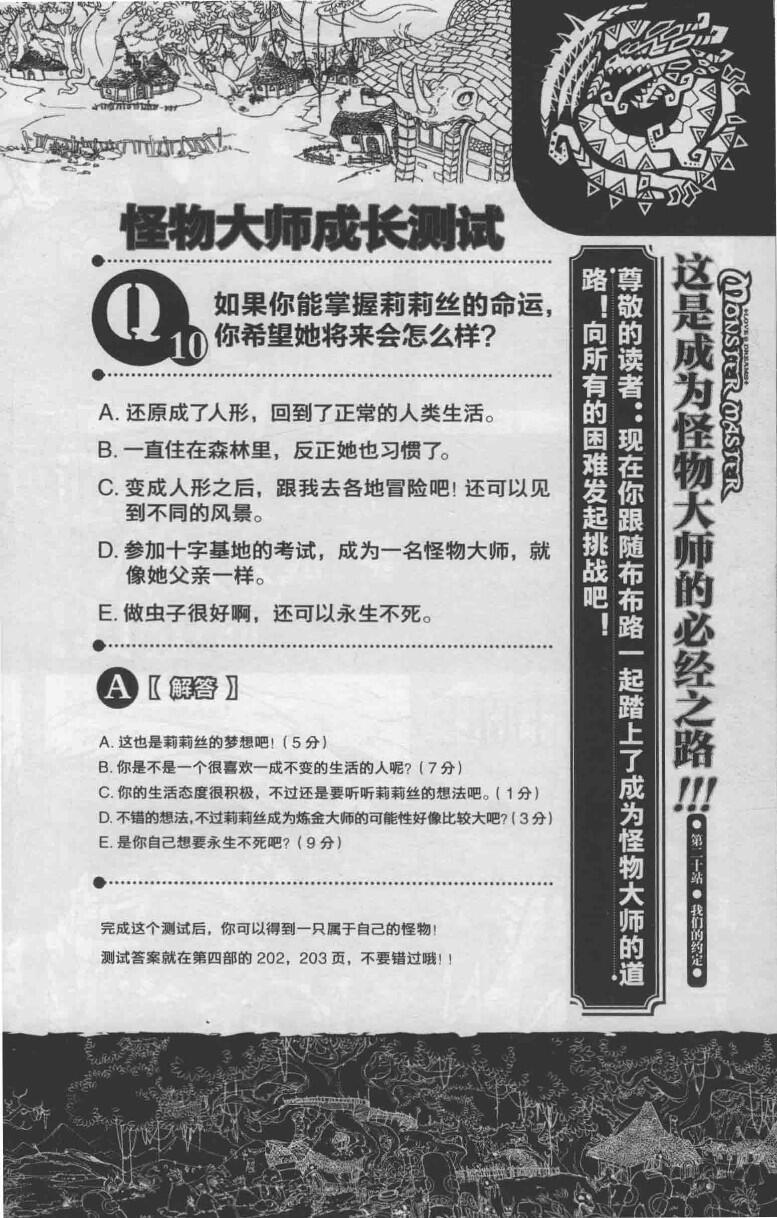 怪物大师成长测试
Q10
如果你能掌握莉莉丝的命运，
你希望她将来会怎么样？
A. 还原成了人形，回到了正常的人类生活。
B. 一直住在森林里，反正她也习惯了。
C. 变成人形之后，跟我去各地冒险吧！还可以见
到不同的风景。
D. 参加十字基地的考试，成为一名怪物大师，就
像她父亲一样。
E. 做虫子很好啊，还可以永生不死。
A【解答】
A. 这也是莉莉丝的梦想吧！（5 分）
B. 你是不是一个很喜欢一成不变的生活的人呢？（7 分）
C. 你的生活态度很积极，不过还是要听听莉莉丝的想法吧。（1 分）
D. 不错的想法，不过莉莉丝成为炼金大师的可能性好像比较大吧？（3 分）
E. 是你自己想要永生不死吧？（9 分）
完成这个测试后，你可以得到一只属于自己的怪物！
测试答案就在第四部的 202，203 页，不要错过哦！！
MONSTER MASTER
+LOVE & DREAMS+
这是成为怪物大师的必经之路!!!
●第二十站●我们的约定●
尊敬的读者：现在你跟随布布路一起踏上了成为怪物大师的道
路！向所有的困难发起挑战吧！